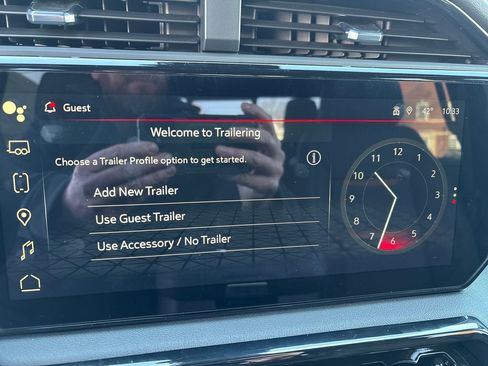 Guest
42° 10:33
Welcome to Trailering
Choose a Trailer Profile option to get started.
Add New Trailer
Use Guest Trailer
Use Accessory / No Trailer
12
11 1
10 2
9 3
8 4
7 5
6